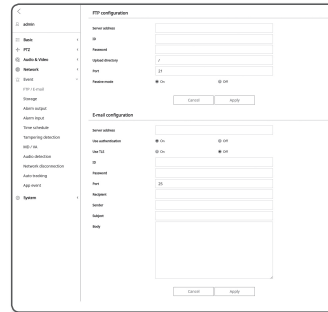 admin
Basic
PTZ
Audio & Video
Network
Event
FTP / E-mail
Storage
Alarm output
Alarm input
Time schedule
Tampering detection
MD / IVA
Audio detection
Network disconnection
Auto tracking
App event
System
FTP configuration
Server address
ID
Password
Upload directory /
Port 21
Passive mode On Off
Cancel Apply
E-mail configuration
Server address
Use authentication On Off
Use TLS On Off
ID
Password
Port 25
Recipient
Sender
Subject
Body
Cancel Apply